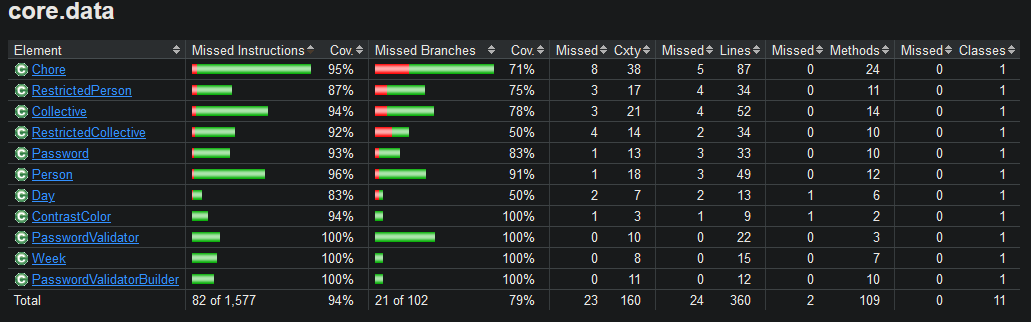 core.data
Element Missed Instructions Cov. Missed Branches Cov. Missed Cxty Missed Lines Missed Methods Missed Classes
C Chore 95% 71% 8 38 5 87 0 24 0 1
C RestrictedPerson 87% 75% 3 17 4 34 0 11 0 1
C Collective 94% 78% 3 21 4 52 0 14 0 1
C RestrictedCollective 92% 50% 4 14 2 34 0 10 0 1
C Password 93% 83% 1 13 3 33 0 10 0 1
C Person 96% 91% 1 18 3 49 0 12 0 1
C Day 83% 50% 2 7 2 13 1 6 0 1
C ContrastColor 94% 100% 1 3 1 9 1 2 0 1
C PasswordValidator 100% 100% 0 10 0 22 0 3 0 1
C Week 100% 100% 0 8 0 15 0 7 0 1
C PasswordValidatorBuilder 100% 100% 0 11 0 12 0 10 0 1
Total 82 of 1,577 94% 21 of 102 79% 23 160 24 360 2 109 0 11